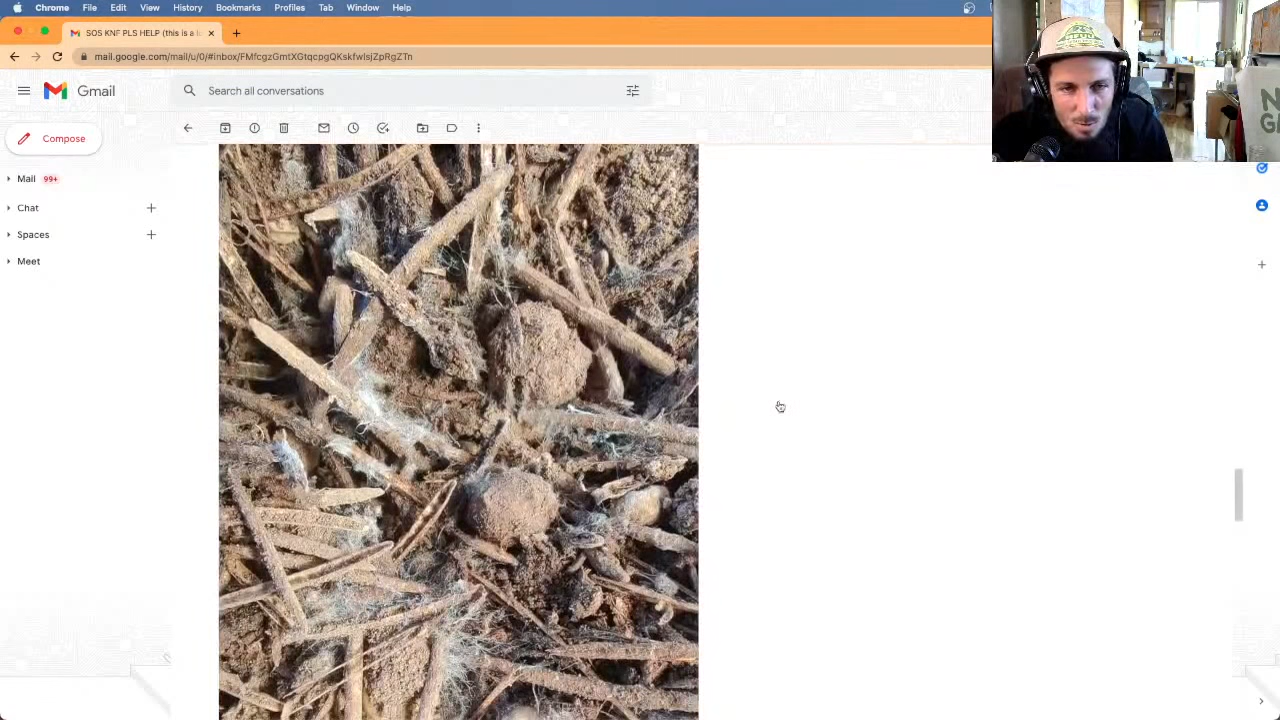 Chrome File Edit View History Bookmarks Profiles Tab Window Help
SOS KNF PLS HELP (this is a l
mail.google.com/mail/u/0/#inbox/FMfcgzGmtXGtqcpgQKskfwlsjZpRgZTn
Gmail
Search all conversations
Compose
Mail 99+
Chat
Spaces
Meet